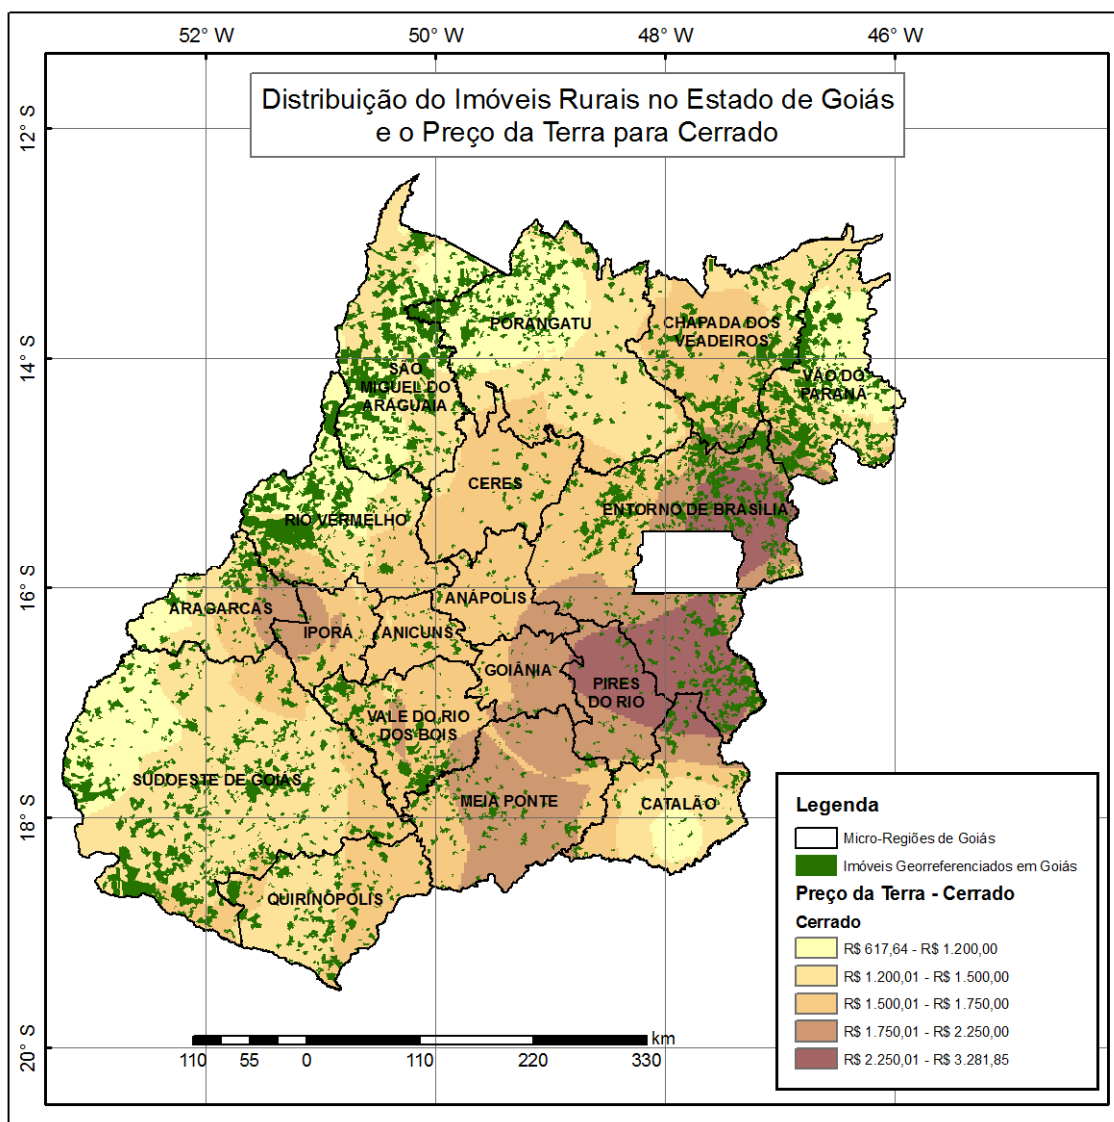 52° W 50° W 48° W 46° W
Distribuição do Imóveis Rurais no Estado de Goiás
e o Preço da Terra para Cerrado
12° S
14° S
16° S
18° S
20° S
PORANGATU
CHAPADA DOS
VEADEIROS
SÃO
MIGUEL DO
ARAGUAIA
VÃO DO
PARANÃ
CERES
ENTORNO DE BRASÍLIA
RIO VERMELHO
ARAGARÇAS
ANÁPOLIS
IPORÁ
ANICUNS
GOIÂNIA
PIRES
DO RIO
VALE DO RIO
DOS BOIS
SUDOESTE DE GOIÁS
MEIA PONTE
CATALÃO
QUIRINÓPOLIS
Legenda
Micro-Regiões de Goiás
Imóveis Georreferenciados em Goiás
Preço da Terra - Cerrado
Cerrado
R$ 617,64 - R$ 1.200,00
R$ 1.200,01 - R$ 1.500,00
R$ 1.500,01 - R$ 1.750,00
R$ 1.750,01 - R$ 2.250,00
R$ 2.250,01 - R$ 3.281,85
km
110 55 0 110 220 330